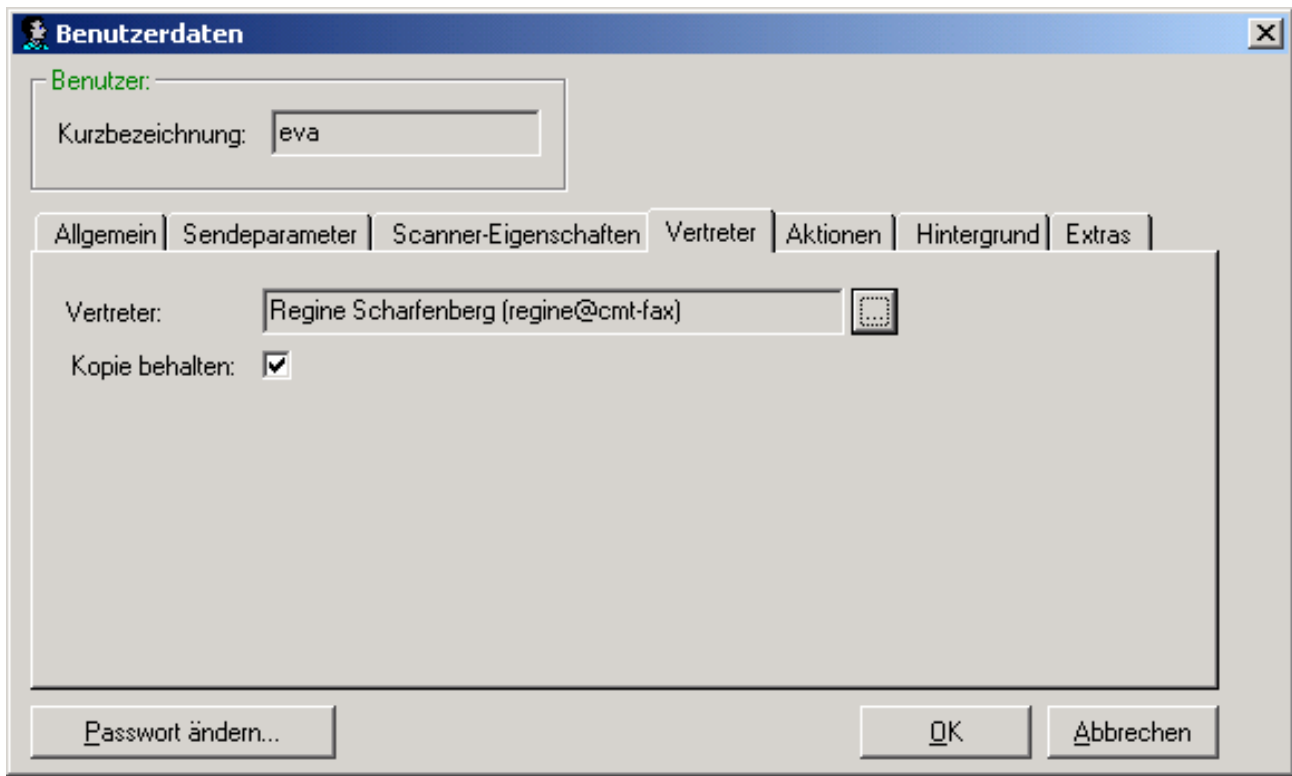 Benutzerdaten
Benutzer:
Kurzbezeichnung: eva
Allgemein Sendeparameter Scanner-Eigenschaften Vertreter Aktionen Hintergrund Extras
Vertreter: Regine Scharfenberg (regine@cmt-fax) ...
Kopie behalten:
Passwort ändern... OK Abbrechen